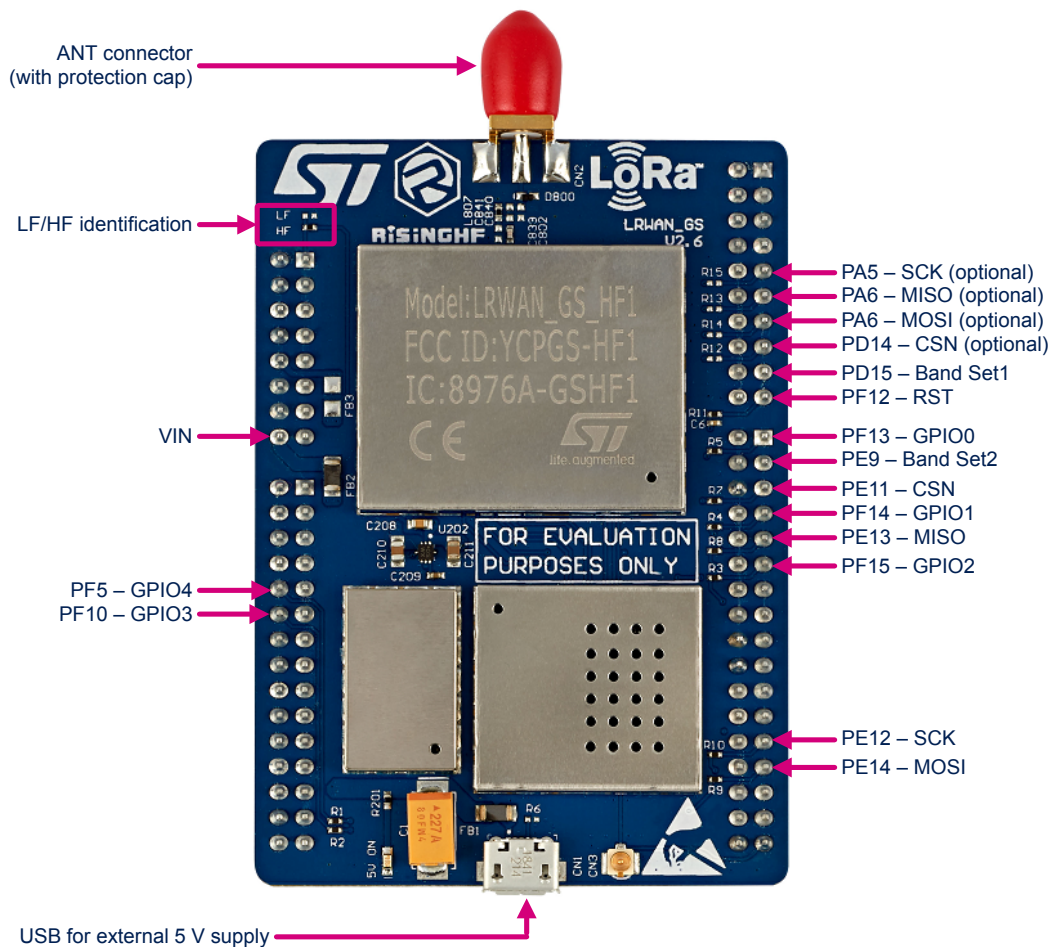 ANT connector
(with protection cap)
LF/HF identification
VIN
PF5 – GPIO4
PF10 – GPIO3
USB for external 5 V supply
PA5 – SCK (optional)
PA6 – MISO (optional)
PA6 – MOSI (optional)
PD14 – CSN (optional)
PD15 – Band Set1
PF12 – RST
PF13 – GPIO0
PE9 – Band Set2
PE11 – CSN
PF14 – GPIO1
PE13 – MISO
PF15 – GPIO2
PE12 – SCK
PE14 – MOSI
ST
R
LoRa™
CN2
D800
L807
C841
C840
C839
C802
LF
HF
RiSiNGHF
LRWAN_GS
V2.6
Model:LRWAN_GS_HF1
FCC ID:YCPGS-HF1
IC:8976A-GSHF1
CE
ST
life.augmented
R15
R13
R14
R12
R11
C6
R5
R7
R4
R8
R3
FB3
FB2
C208
U202
C210
C211
C209
FOR EVALUATION
PURPOSES ONLY
R10
R9
R201
R1
R2
C1
227A
FB1
R6
5V ON
CN1
CN3